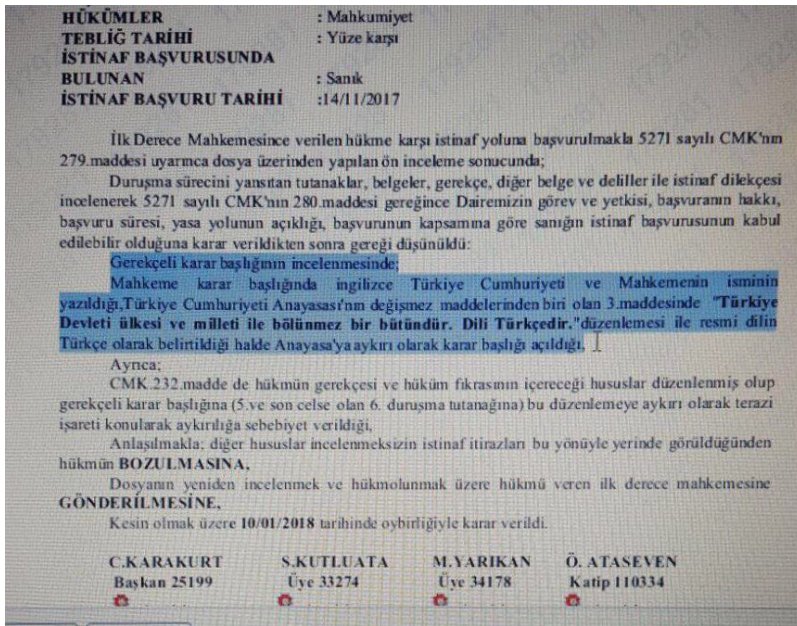 HÜKÜMLER : Mahkumiyet
TEBLİĞ TARİHİ : Yüze karşı
İSTİNAF BAŞVURUSUNDA
BULUNAN : Sanık
İSTİNAF BAŞVURU TARİHİ :14/11/2017
İlk Derece Mahkemesince verilen hükme karşı istinaf yoluna başvurulmakla 5271 sayılı CMK'nın
279.maddesi uyarınca dosya üzerinden yapılan ön inceleme sonucunda;
Duruşma sürecini yansıtan tutanaklar, belgeler, gerekçe, diğer belge ve deliller ile istinaf dilekçesi
incelenerek 5271 sayılı CMK'nın 280.maddesi gereğince Dairemizin görev ve yetkisi, başvuranın hakkı,
başvuru süresi, yasa yolunun açıklığı, başvurunun kapsamına göre sanığın istinaf başvurusunun kabul
edilebilir olduğuna karar verildikten sonra gereği düşünüldü:
Gerekçeli karar başlığının incelenmesinde;
Mahkeme karar başlığında ingilizce Türkiye Cumhuriyeti ve Mahkemenin isminin
yazıldığı,Türkiye Cumhuriyeti Anayasası'nın değişmez maddelerinden biri olan 3.maddesinde "Türkiye
Devleti ülkesi ve milleti ile bölünmez bir bütündür. Dili Türkçedir."düzenlemesi ile resmi dilin
Türkçe olarak belirtildiği halde Anayasa'ya aykırı olarak karar başlığı açıldığı,
Ayrıca;
CMK.232.madde de hükmün gerekçesi ve hüküm fıkrasının içereceği hususlar düzenlenmiş olup
gerekçeli karar başlığına (5.ve son celse olan 6. duruşma tutanağına) bu düzenlemeye aykırı olarak terazi
işareti konularak aykırılığa sebebiyet verildiği,
Anlaşılmakla; diğer hususlar incelenmeksizin istinaf itirazları bu yönüyle yerinde görüldüğünden
hükmün BOZULMASINA,
Dosyanın yeniden incelenmek ve hükmolunmak üzere hükmü veren ilk derece mahkemesine
GÖNDERİLMESİNE,
Kesin olmak üzere 10/01/2018 tarihinde oybirliğiyle karar verildi.
C.KARAKURT S.KUTLUATA M.YARIKAN Ö. ATASEVEN
Başkan 25199 Üye 33274 Üye 34178 Katip 110334